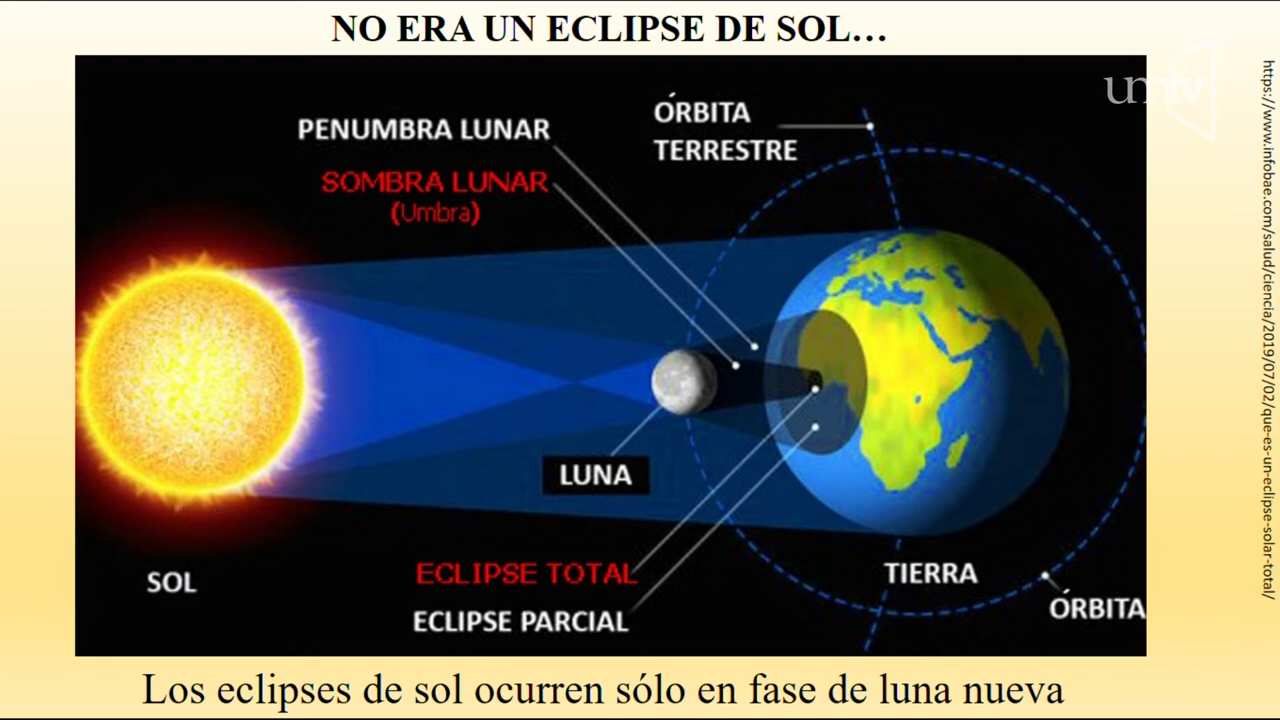 NO ERA UN ECLIPSE DE SOL…
umtv
PENUMBRA LUNAR
SOMBRA LUNAR
(Umbra)
ÓRBITA
TERRESTRE
LUNA
SOL
ECLIPSE TOTAL
ECLIPSE PARCIAL
TIERRA
ÓRBITA
Los eclipses de sol ocurren sólo en fase de luna nueva
https://www.infobae.com/salud/ciencia/2019/07/02/que-es-un-eclipse-solar-total/